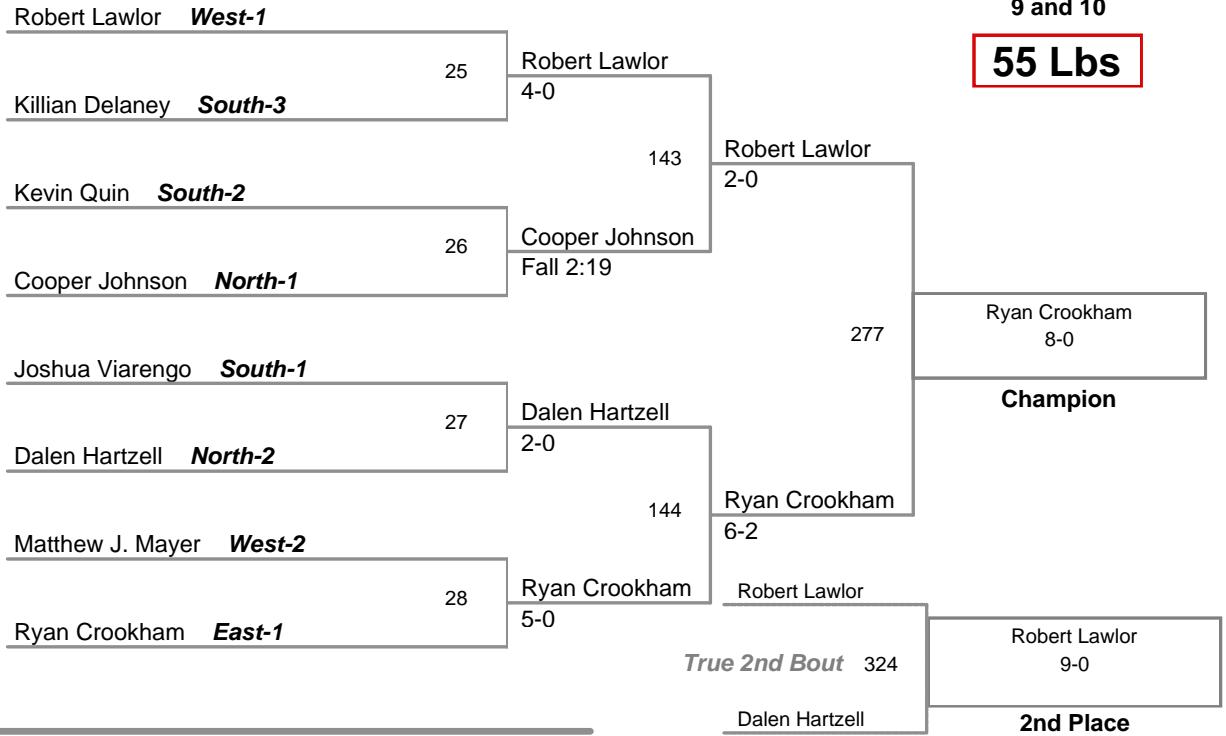 9 and 10
55 Lbs
Robert Lawlor West-1
25
Killian Delaney South-3
Robert Lawlor
4-0
143
Kevin Quin South-2
26
Cooper Johnson North-1
Cooper Johnson
Fall 2:19
Robert Lawlor
2-0
277
Joshua Viarengo South-1
27
Dalen Hartzell North-2
Dalen Hartzell
2-0
144
Matthew J. Mayer West-2
28
Ryan Crookham East-1
Ryan Crookham
5-0
Ryan Crookham
6-2
Ryan Crookham
8-0
Champion
Robert Lawlor
True 2nd Bout 324
Dalen Hartzell
Robert Lawlor
9-0
2nd Place